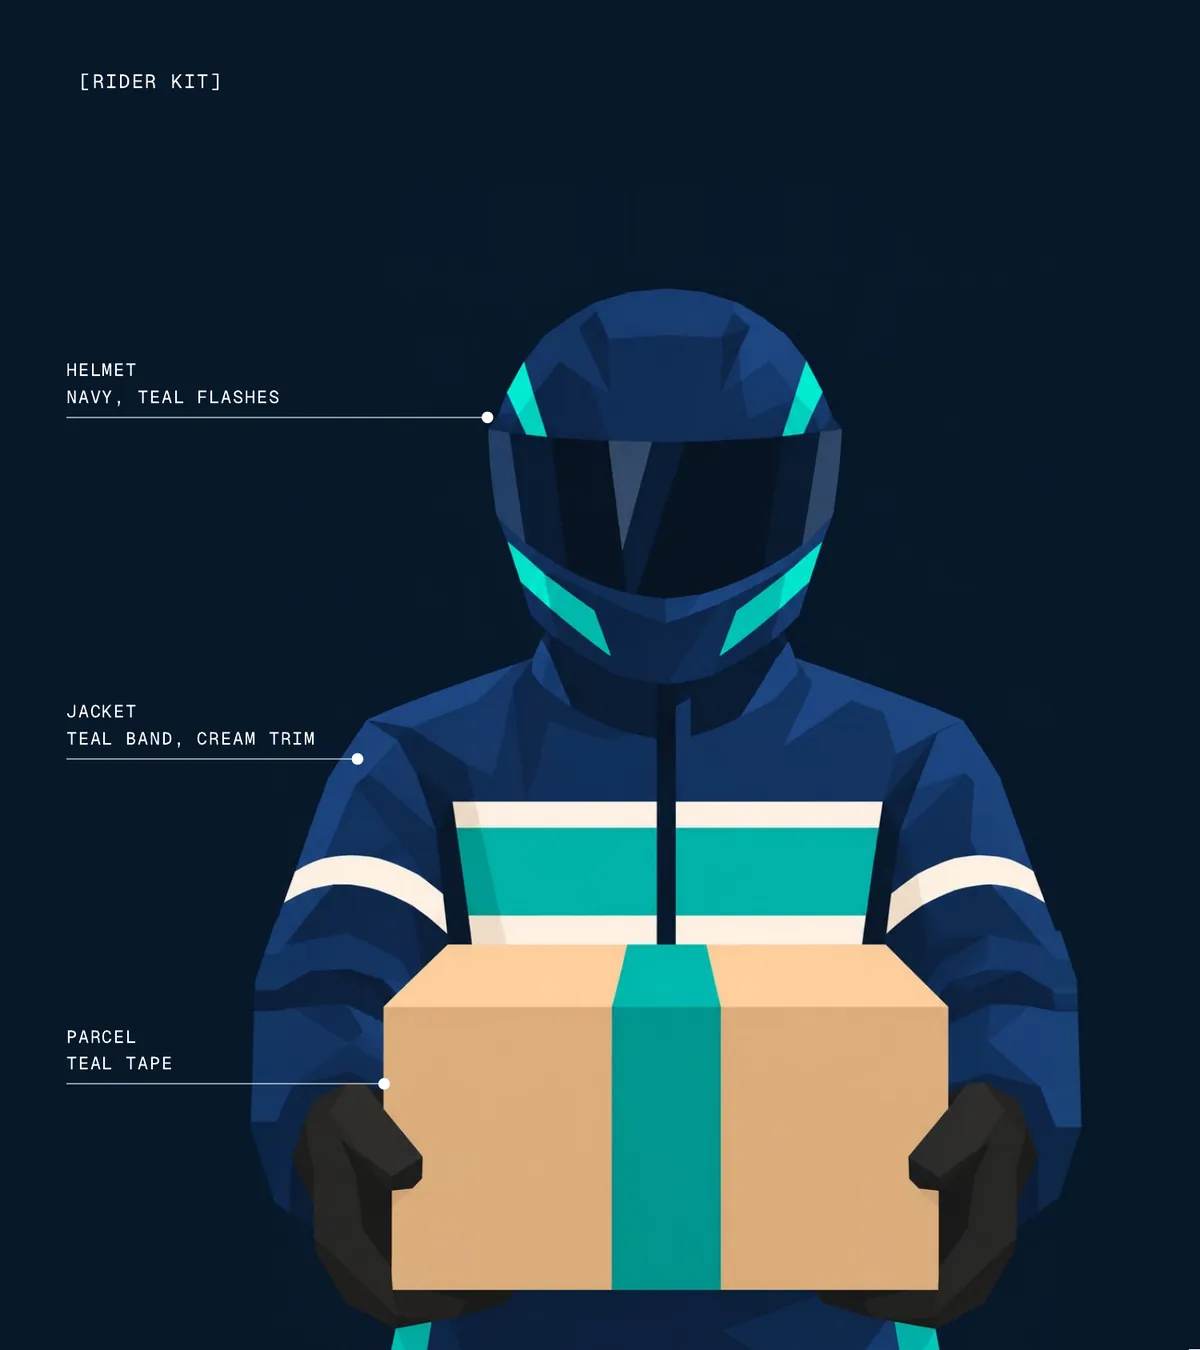 [RIDER KIT]
HELMET
NAVY, TEAL FLASHES
JACKET
TEAL BAND, CREAM TRIM
PARCEL
TEAL TAPE